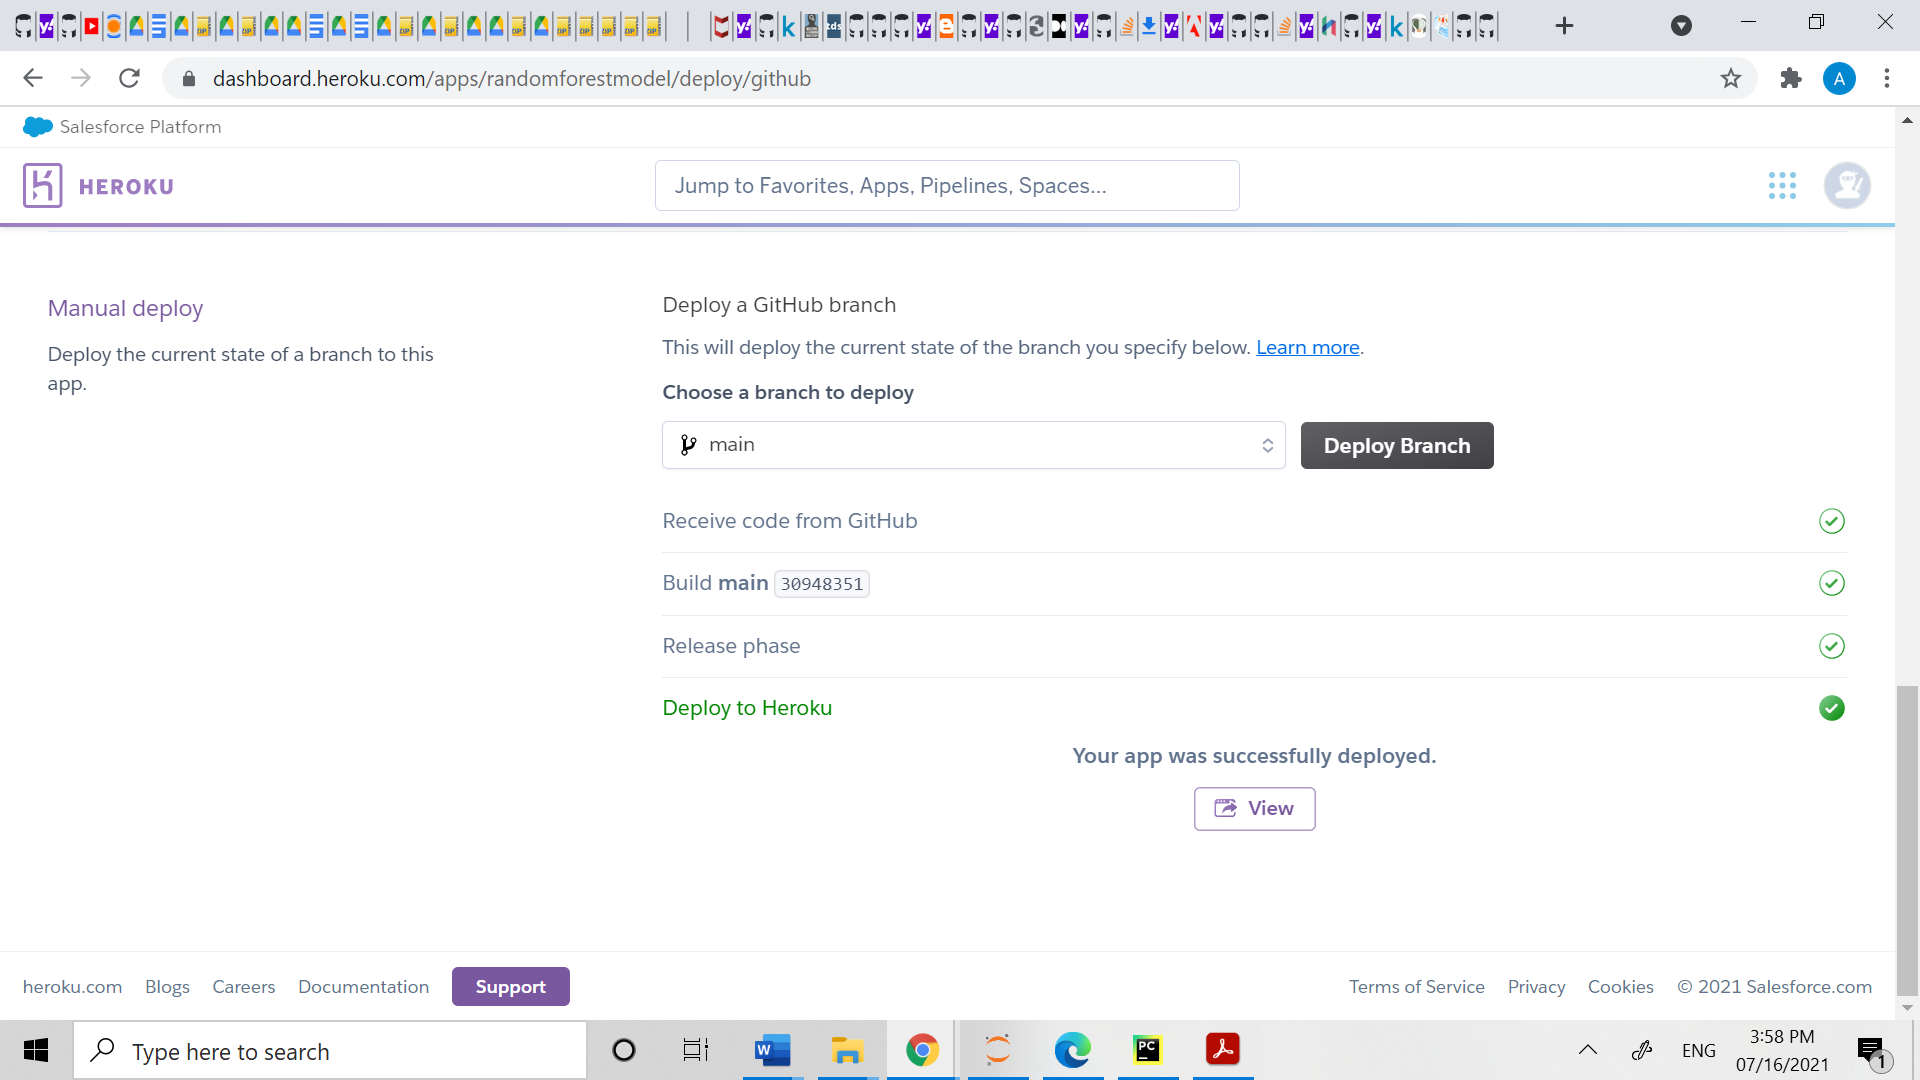 dashboard.heroku.com/apps/randomforestmodel/deploy/github
A
Salesforce Platform
HEROKU
Jump to Favorites, Apps, Pipelines, Spaces...
Manual deploy
Deploy the current state of a branch to this
app.
Deploy a GitHub branch
This will deploy the current state of the branch you specify below. Learn more.
Choose a branch to deploy
main
Deploy Branch
Receive code from GitHub
Build main 30948351
Release phase
Deploy to Heroku
Your app was successfully deployed.
View
heroku.com Blogs Careers Documentation Support
Terms of Service Privacy Cookies © 2021 Salesforce.com
Type here to search
ENG
3:58 PM
07/16/2021
1